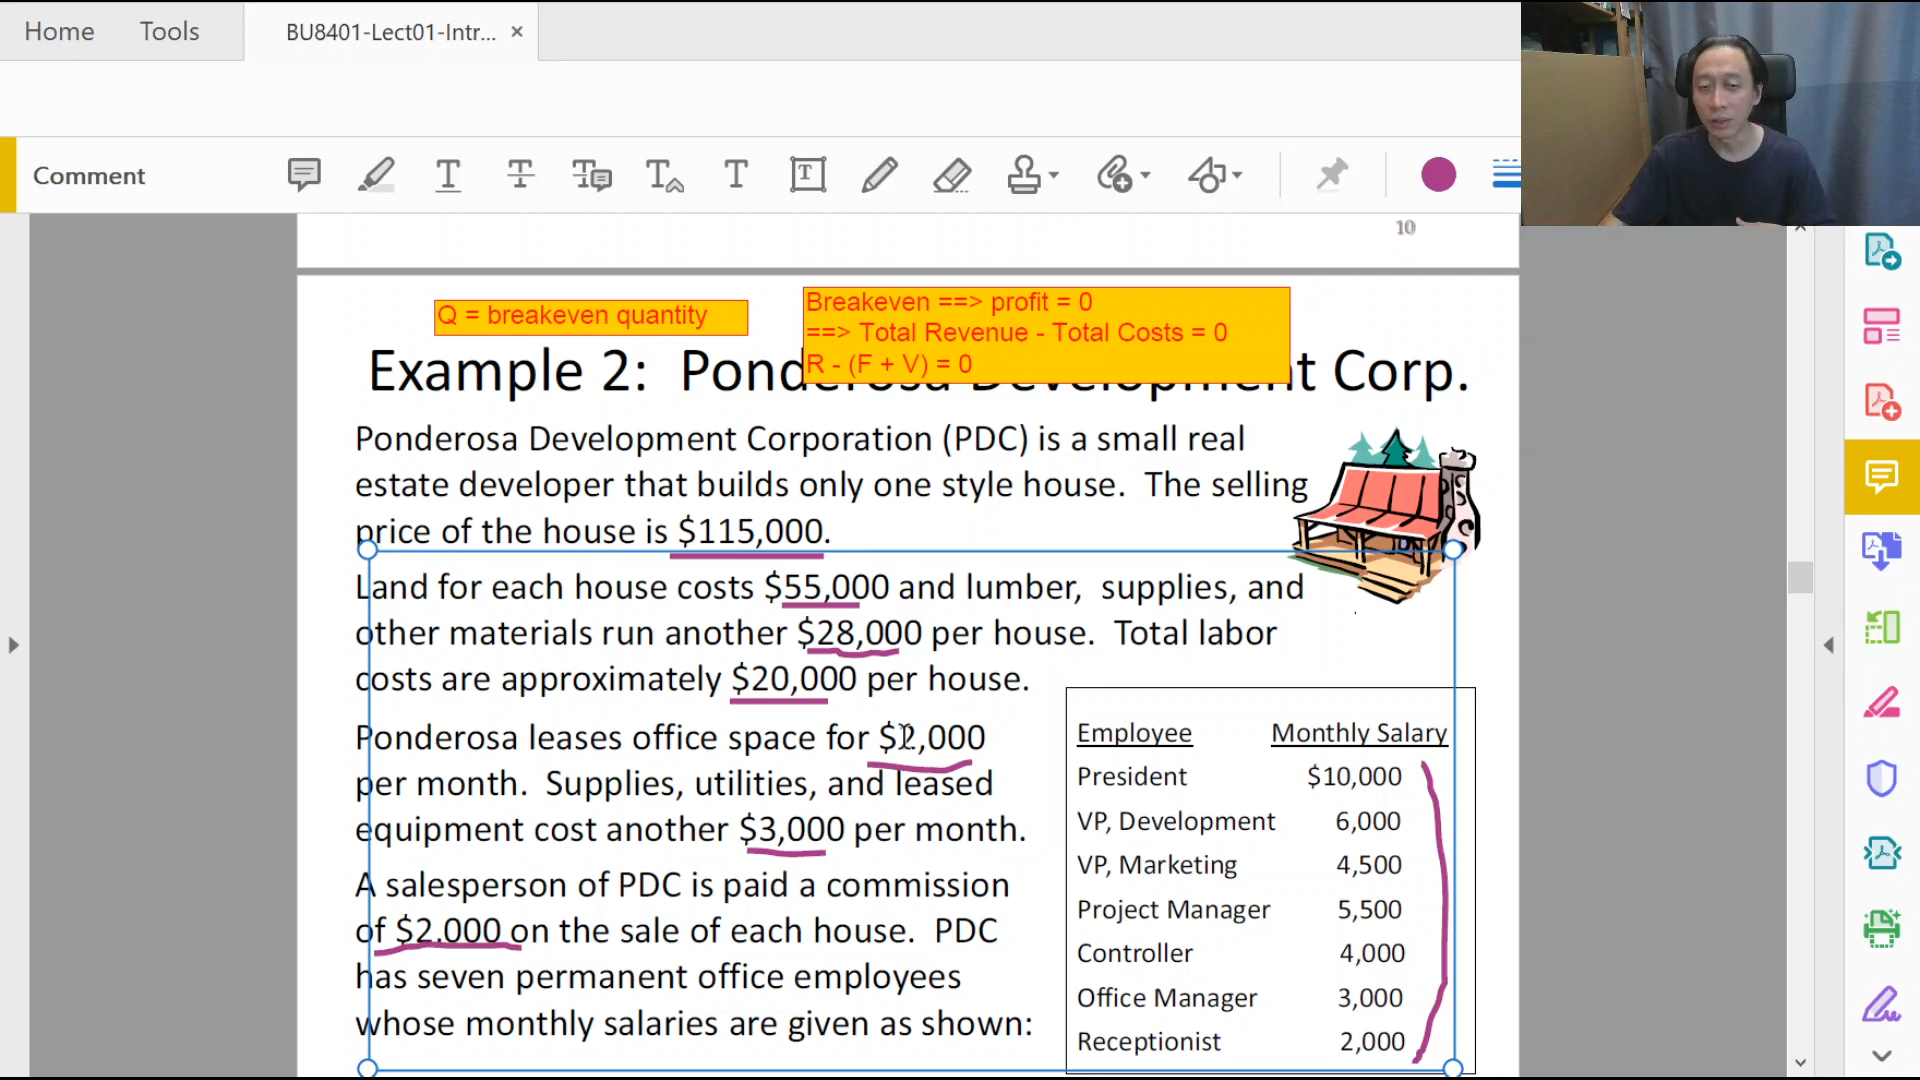 Home
Tools
BU8401-Lect01-Intr...
Comment
10
Q = breakeven quantity
Breakeven ==> profit = 0
==> Total Revenue - Total Costs = 0
R - (F + V) = 0
Example 2: Ponderosa Development Corp.
Ponderosa Development Corporation (PDC) is a small real
estate developer that builds only one style house. The selling
price of the house is $115,000.
Land for each house costs $55,000 and lumber, supplies, and
other materials run another $28,000 per house. Total labor
costs are approximately $20,000 per house.
Ponderosa leases office space for $2,000
per month. Supplies, utilities, and leased
equipment cost another $3,000 per month.
A salesperson of PDC is paid a commission
of $2,000 on the sale of each house. PDC
has seven permanent office employees
whose monthly salaries are given as shown:
Employee Monthly Salary
President $10,000
VP, Development 6,000
VP, Marketing 4,500
Project Manager 5,500
Controller 4,000
Office Manager 3,000
Receptionist 2,000